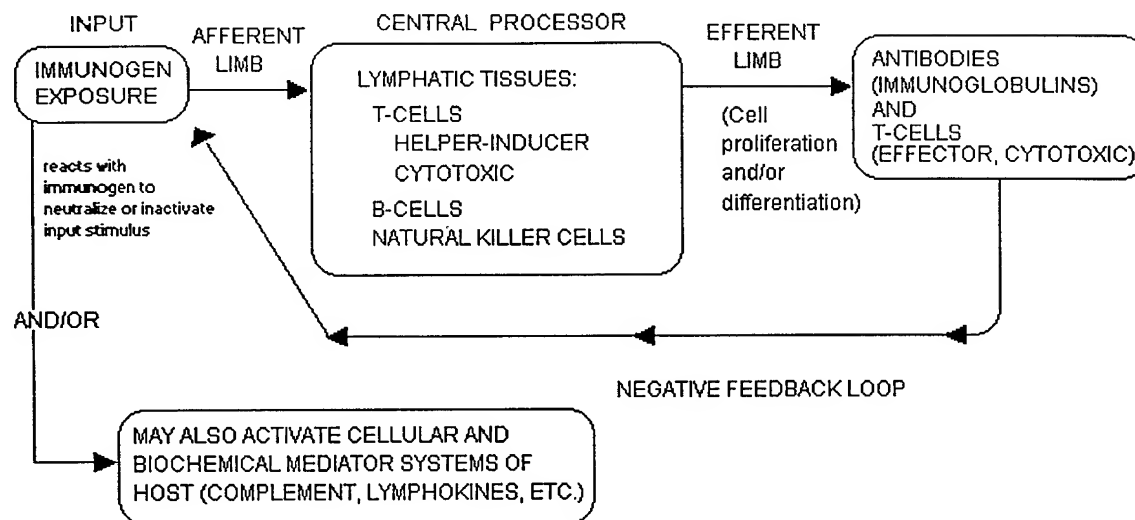 INPUT
IMMUNOGEN
EXPOSURE
AFFERENT
LIMB
CENTRAL PROCESSOR
LYMPHATIC TISSUES:
T-CELLS
HELPER-INDUCER
CYTOTOXIC
B-CELLS
NATURAL KILLER CELLS
EFFERENT
LIMB
(Cell
proliferation
and/or
differentiation)
ANTIBODIES
(IMMUNOGLOBULINS)
AND
T-CELLS
(EFFECTOR, CYTOTOXIC)
reacts with
immunogen to
neutralize or inactivate
input stimulus
AND/OR
NEGATIVE FEEDBACK LOOP
MAY ALSO ACTIVATE CELLULAR AND
BIOCHEMICAL MEDIATOR SYSTEMS OF
HOST (COMPLEMENT, LYMPHOKINES, ETC.)